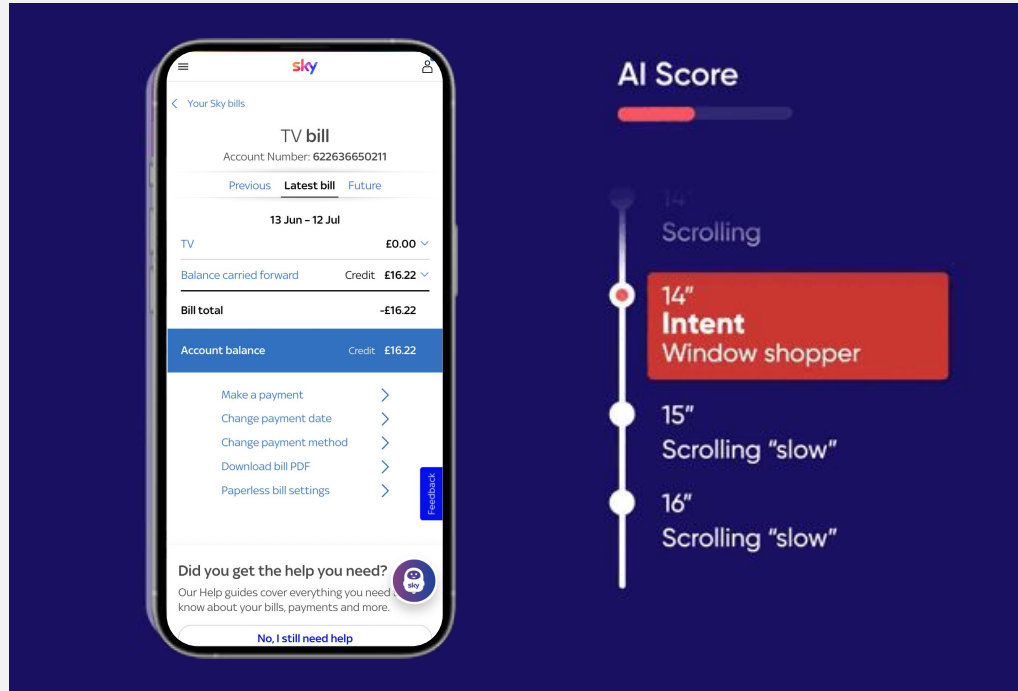 sky
Your Sky bills
TV bill
Account Number: 622636650211
Previous Latest bill Future
13 Jun – 12 Jul
TV £0.00
Balance carried forward Credit £16.22
Bill total -£16.22
Account balance Credit £16.22
Make a payment
Change payment date
Change payment method
Download bill PDF
Paperless bill settings
Feedback
Did you get the help you need?
Our Help guides cover everything you need
know about your bills, payments and more.
sky
No, I still need help
AI Score
14”
Scrolling
14”
Intent
Window shopper
15”
Scrolling “slow”
16”
Scrolling “slow”